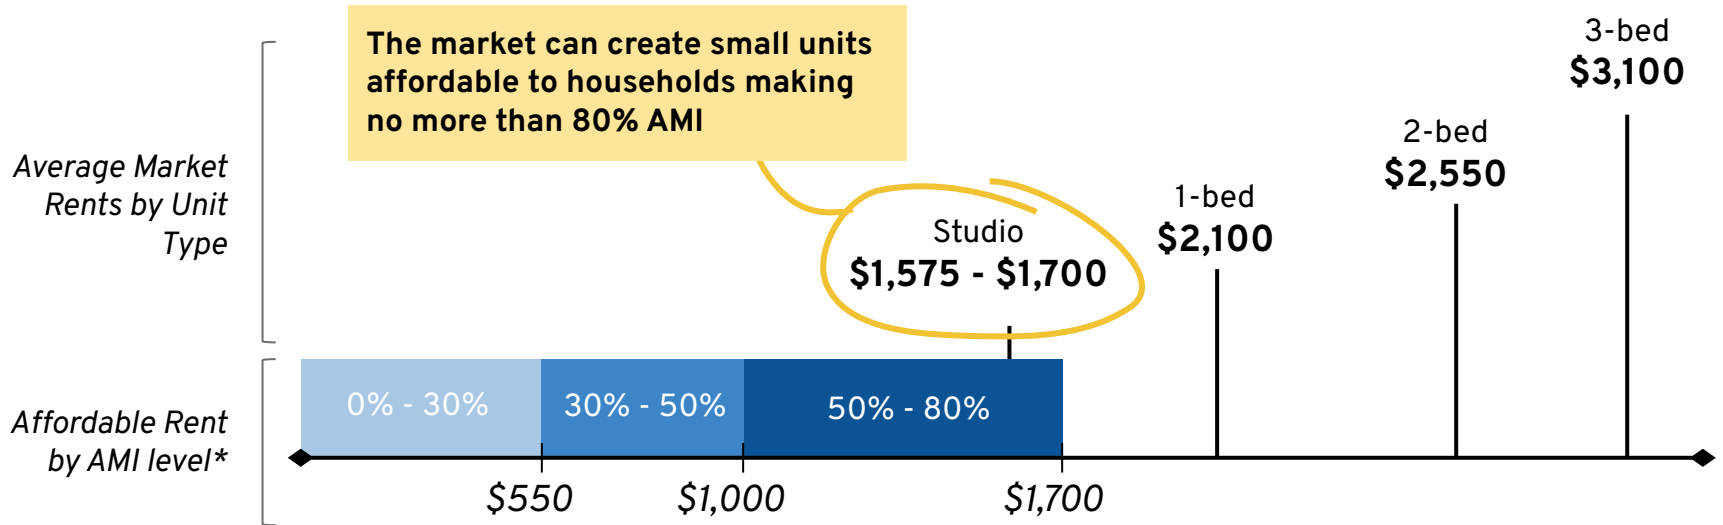 The market can create small units
affordable to households making
no more than 80% AMI
Average Market
Rents by Unit
Type
Studio
$1,575 - $1,700
1-bed
$2,100
2-bed
$2,550
3-bed
$3,100
Affordable Rent
by AMI level*
0% - 30%
30% - 50%
50% - 80%
$550
$1,000
$1,700